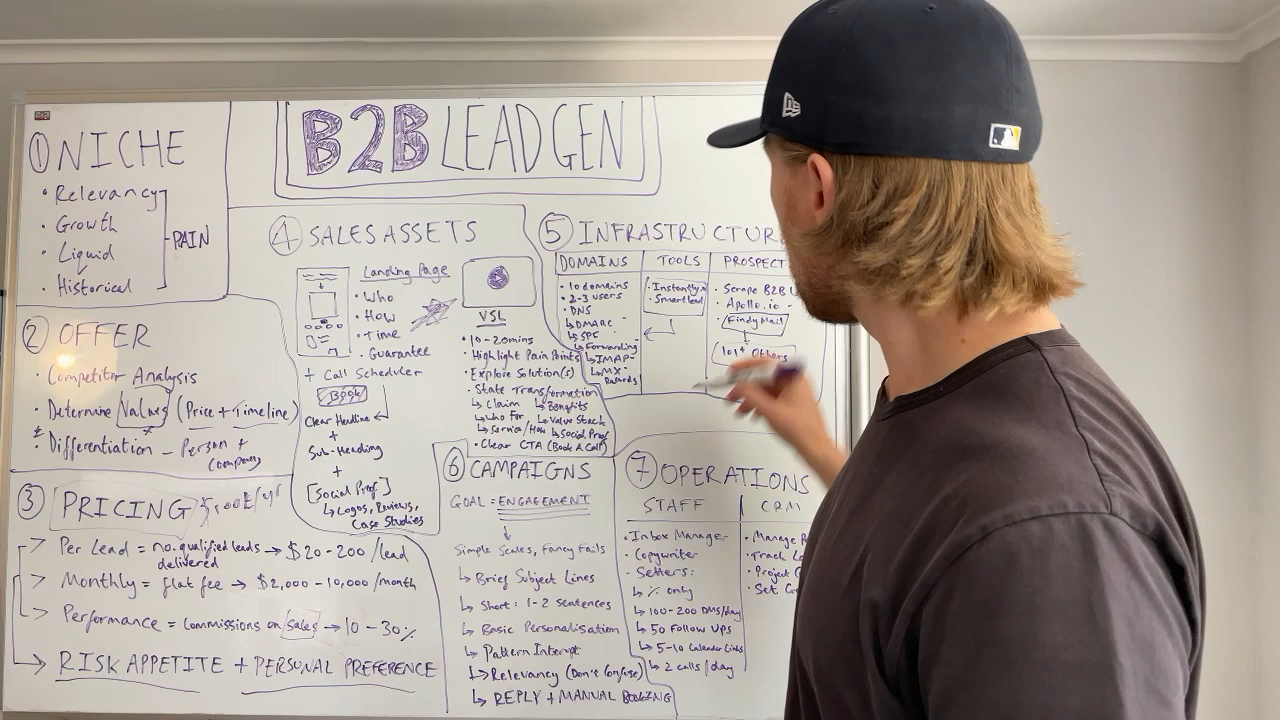 B2B LEAD GEN
① NICHE
• Relevancy
• Growth
• Liquid
• Historical
PAIN
② OFFER
• Competitor Analysis
• Determine Values (Price + Timeline)
• Differentiation - Person +
(company)
③ PRICING
> Per Lead = no. qualified leads → $20-200/lead
delivered
> Monthly = flat fee → $2,000-10,000/month
> Performance = Commissions on Sales → 10-30%
→ RISK APPETITE + PERSONAL PREFERENCE
④ SALES ASSETS
Landing Page
• Who
• How
• Time
• Guarantee
+ Call Scheduler
Book
Clear Headline
+
Sub-Heading
+
[Social Proof]
↳ Logos, Reviews,
Case Studies
VSL
• 10-20mins
• Highlight Pain Points
• Explore Solution(s)
• State Transformation
↳ Claim ↳ Benefits
↳ Who For ↳ Value Stack
↳ Service/How ↳ Social Proof
• Clear CTA (Book A Call)
⑤ INFRASTRUCTUR
DOMAINS
• 10 domains
• 2-3 users
• DNS
↳ DMARC
↳ SPF
↳ Forwarding
↳ IMAP
↳ MX
Records
TOOLS
• Instantly
• Smartlead
PROSPECT
• Scrape B2B
• Apollo.io
FindyMail
101+ Others
⑥ CAMPAIGNS
GOAL = ENGAGEMENT
Simple Scales, Fancy Fails
↳ Brief Subject Lines
↳ Short: 1-2 sentences
↳ Basic Personalisation
↳ Pattern Interrupt
↳ Relevancy (Don't Confuse)
↳ REPLY + MANUAL BOOKING
⑦ OPERATIONS
STAFF
• Inbox Manager
• Copywriter
• Setters:
↳ % only
↳ 100-200 DMs/day
↳ 50 Follow Ups
↳ 5-10 Calendar Links
↳ 2 calls/day
CRM
• Manage
• Track
• Project
• Set